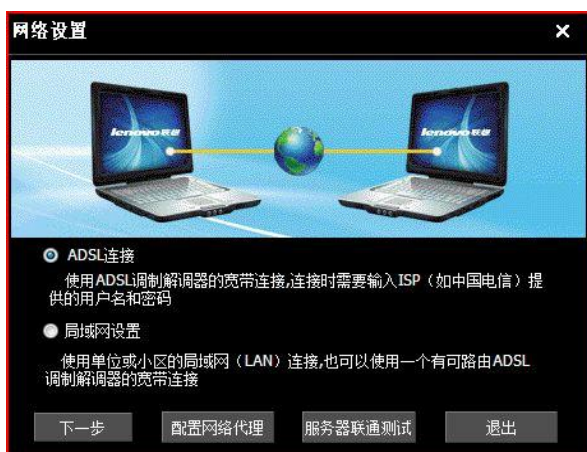 网络设置
lenovo联想
lenovo联想
ADSL连接
使用ADSL调制解调器的宽带连接,连接时需要输入ISP（如中国电信）提
供的用户名和密码
局域网设置
使用单位或小区的局域网（LAN）连接,也可以使用一个有可路由ADSL
调制解调器的宽带连接
下一步 配置网络代理 服务器联通测试 退出